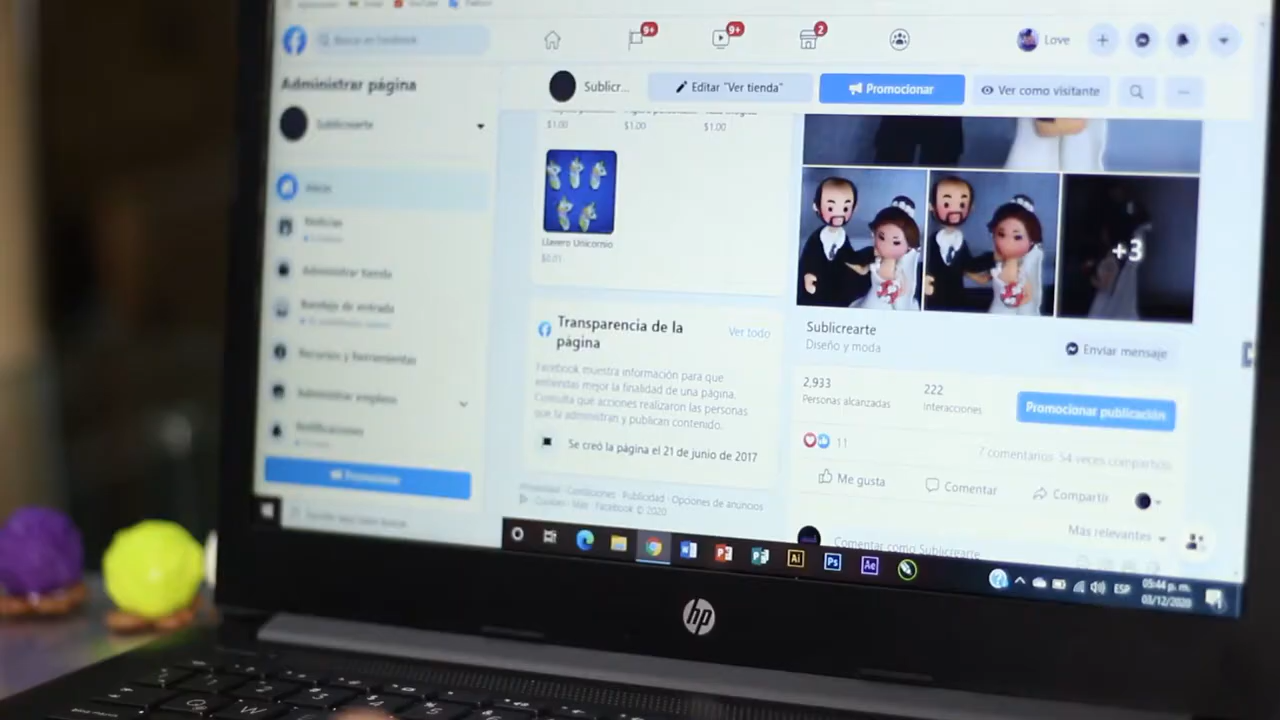 YouTube
Buscar en Facebook
9+
9+
2
Love
Administrar página
Sublicrearte
Sublicr...
Editar "Ver tienda"
Promocionar
Ver como visitante
$1.00
$1.00
$1.00
Inicio
Noticias
Administrar tienda
Bandeja de entrada
Recursos y herramientas
Administrar empleos
Notificaciones
Promocionar
Llavero Unicornio
$0.01
Transparencia de la
página
Ver todo
Facebook muestra información para que
entiendas mejor la finalidad de una página.
Consulta qué acciones realizaron las personas
que la administran y publican contenido.
Se creó la página el 21 de junio de 2017
Privacidad · Condiciones · Publicidad · Opciones de anuncios
Cookies · Más · Facebook © 2020
+3
Sublicrearte
Diseño y moda
Enviar mensaje
2,933
Personas alcanzadas
222
Interacciones
Promocionar publicación
11
7 comentarios 54 veces compartido
Me gusta
Comentar
Compartir
Más relevantes
Comentar como Sublicrearte
Ai
Ps
Ae
ESP
05:44 p. m.
03/12/2020
hp